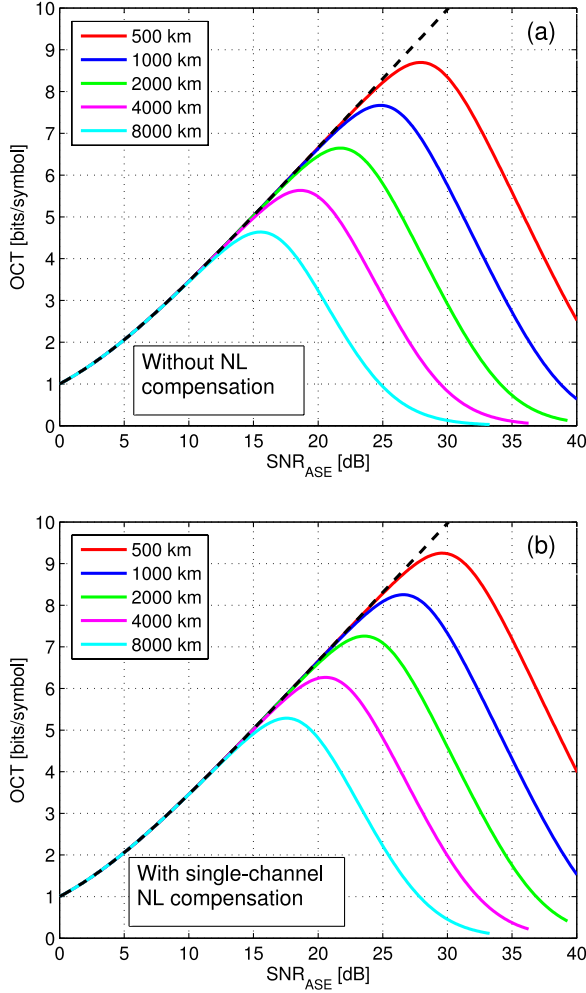 10
9
8
7
6
5
4
3
2
1
0
OCT [bits/symbol]
500 km
1000 km
2000 km
4000 km
8000 km
(a)
Without NL
compensation
0 5 10 15 20 25 30 35 40
SNR_ASE [dB]
10
9
8
7
6
5
4
3
2
1
0
OCT [bits/symbol]
500 km
1000 km
2000 km
4000 km
8000 km
(b)
With single-channel
NL compensation
0 5 10 15 20 25 30 35 40
SNR_ASE [dB]